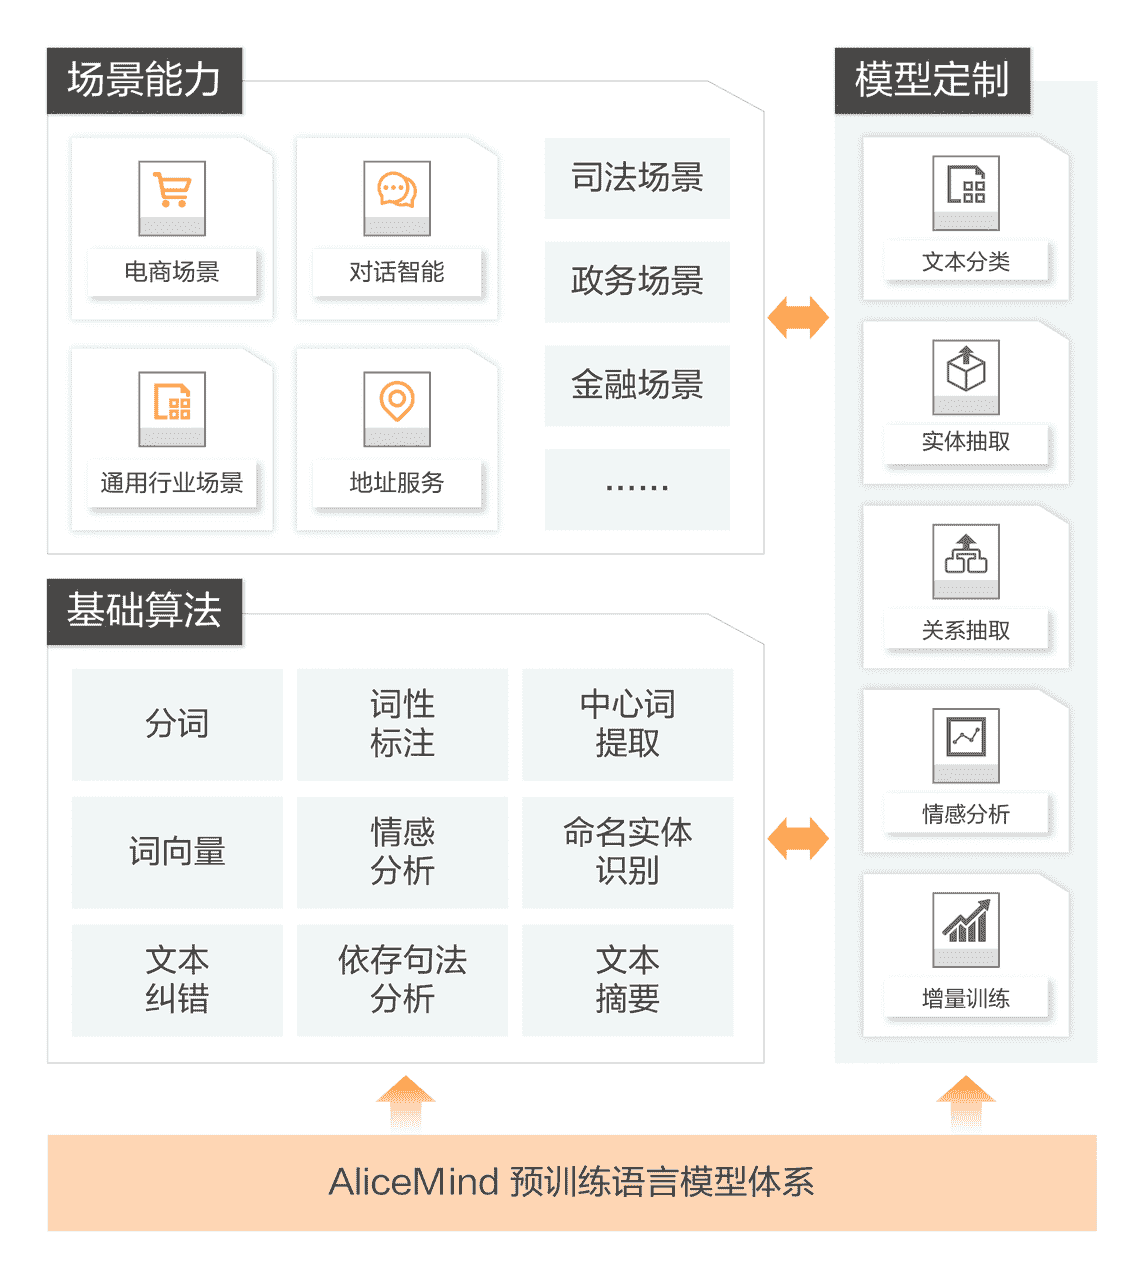 场景能力
电商场景
对话智能
通用行业场景
地址服务
司法场景
政务场景
金融场景
……
基础算法
分词
词性
标注
中心词
提取
词向量
情感
分析
命名实体
识别
文本
纠错
依存句法
分析
文本
摘要
模型定制
文本分类
实体抽取
关系抽取
情感分析
增量训练
AliceMind 预训练语言模型体系